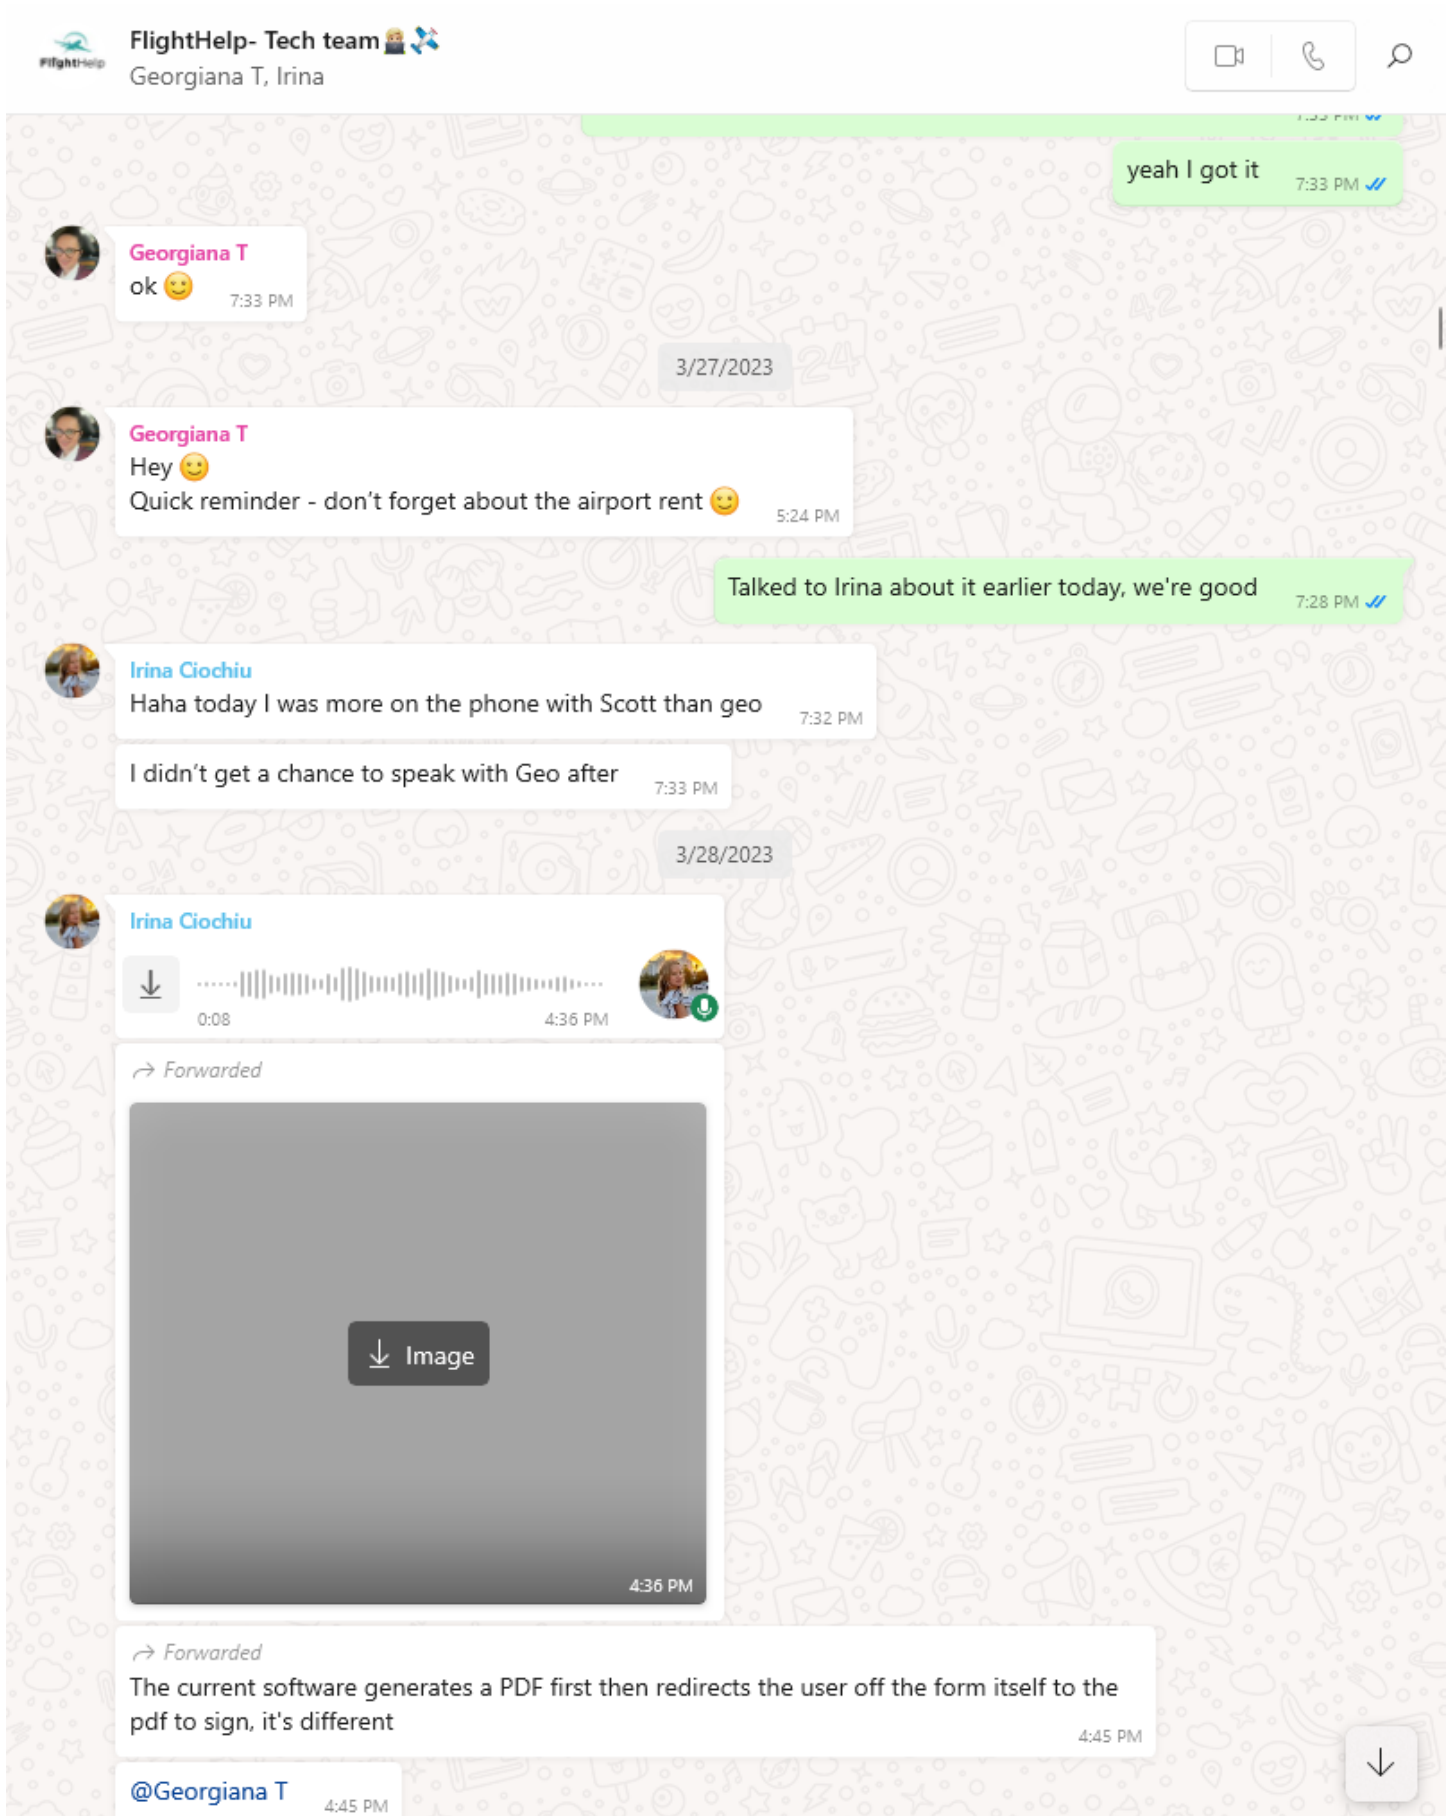 FlightHelp
FlightHelp- Tech team
Georgiana T, Irina
7:33 PM
yeah I got it
7:33 PM
Georgiana T
ok
7:33 PM
3/27/2023
Georgiana T
Hey
Quick reminder - don’t forget about the airport rent
5:24 PM
Talked to Irina about it earlier today, we're good
7:28 PM
Irina Ciochiu
Haha today I was more on the phone with Scott than geo
7:32 PM
I didn’t get a chance to speak with Geo after
7:33 PM
3/28/2023
Irina Ciochiu
0:08
4:36 PM
Forwarded
Image
4:36 PM
Forwarded
The current software generates a PDF first then redirects the user off the form itself to the
pdf to sign, it's different
4:45 PM
@Georgiana T
4:45 PM